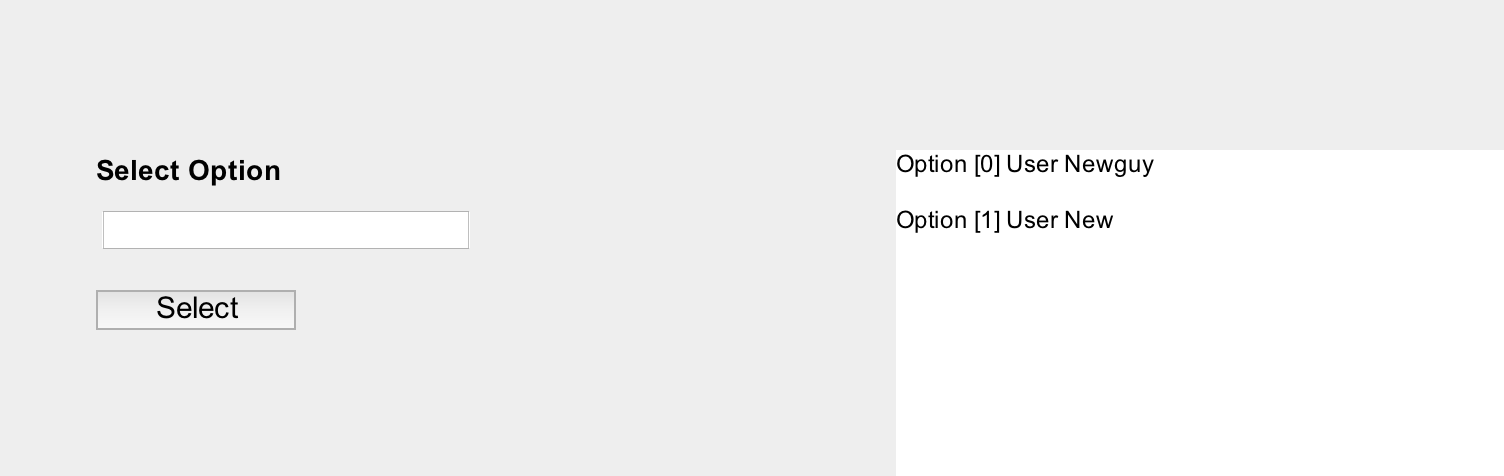 Select Option
Select
Option [0] User Newguy
Option [1] User New